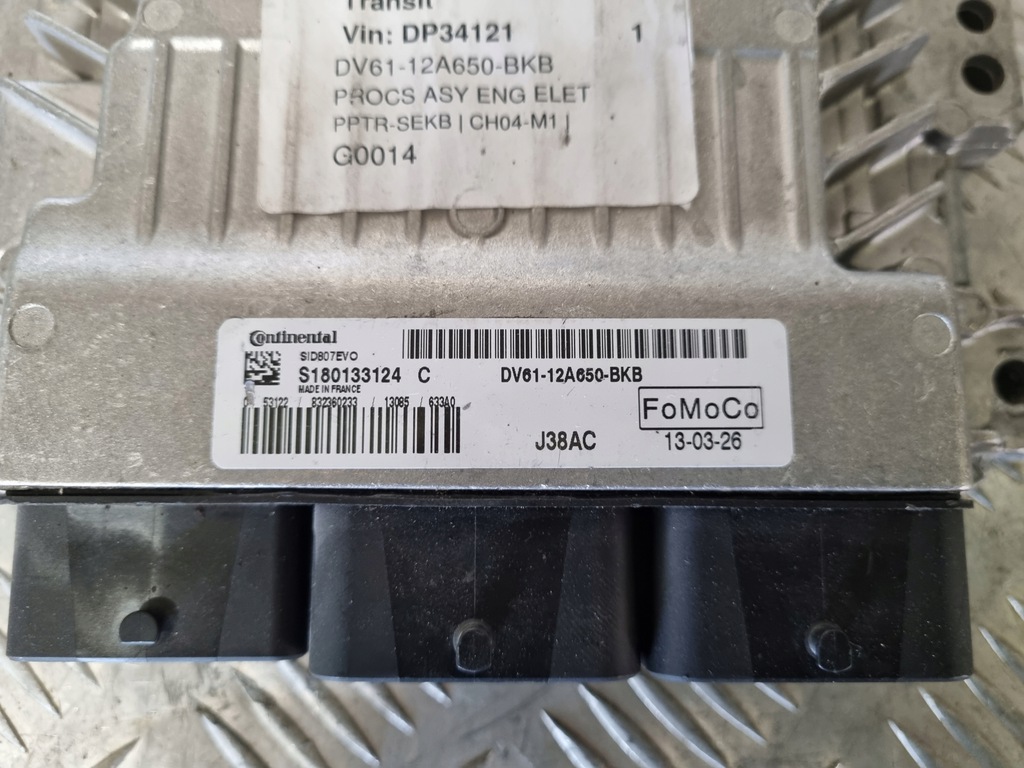 Transit
Vin: DP34121 1
DV61-12A650-BKB
PROCS ASY ENG ELET
PPTR-SEKB | CH04-M1 |
G0014
Continental
SID807EVO
S180133124 C DV61-12A650-BKB
MADE IN FRANCE
53122 / 832360233 / 13085 / 633A0
FoMoCo
J38AC 13-03-26